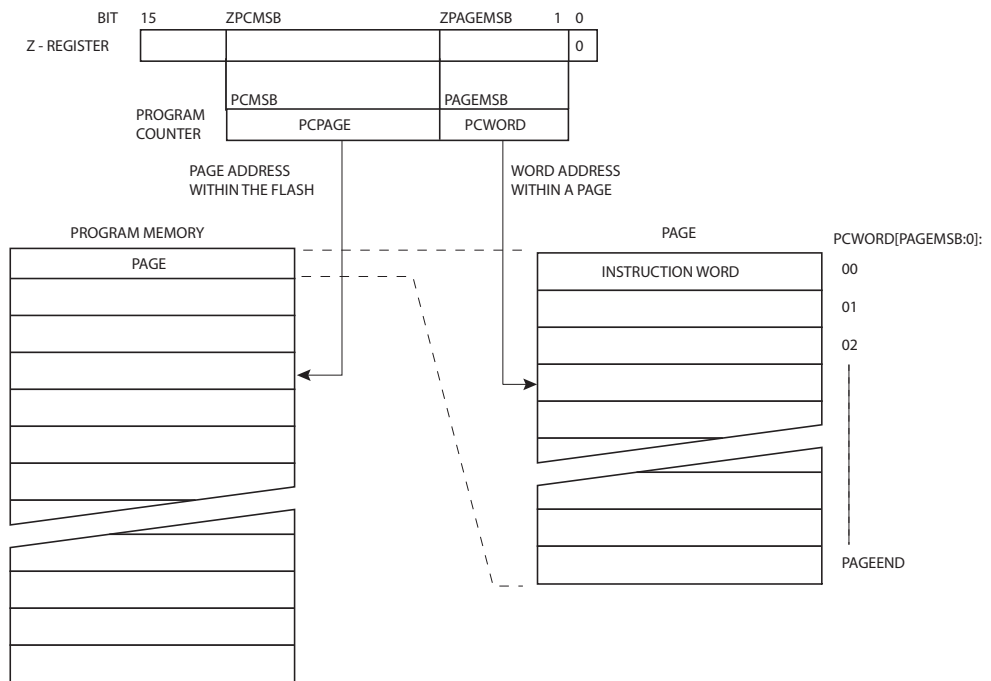 BIT 15 ZPCMSB ZPAGEMSB 1 0
Z - REGISTER 0
PCMSB PAGEMSB
PROGRAM
COUNTER
PCPAGE PCWORD
PAGE ADDRESS
WITHIN THE FLASH
WORD ADDRESS
WITHIN A PAGE
PROGRAM MEMORY
PAGE
PAGE
PCWORD[PAGEMSB:0]:
INSTRUCTION WORD
00
01
02
PAGEEND